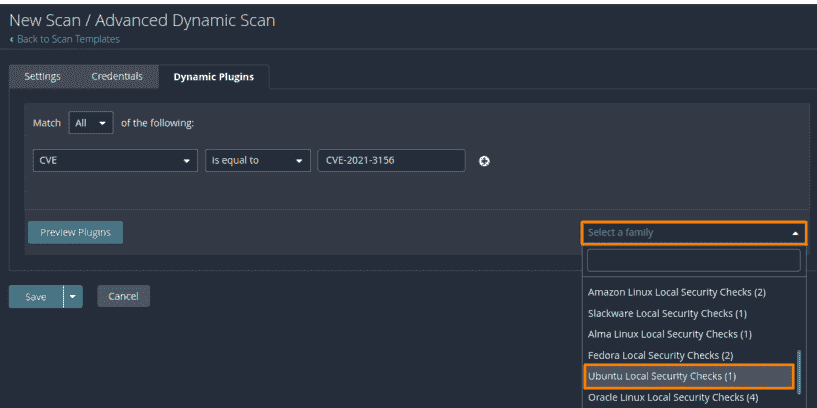 New Scan / Advanced Dynamic Scan
Back to Scan Templates
Settings Credentials Dynamic Plugins
Match All of the following:
CVE is equal to CVE-2021-3156
Preview Plugins Select a family
Amazon Linux Local Security Checks (2)
Slackware Local Security Checks (1)
Alma Linux Local Security Checks (1)
Fedora Local Security Checks (2)
Ubuntu Local Security Checks (1)
Oracle Linux Local Security Checks (4)
Save Cancel